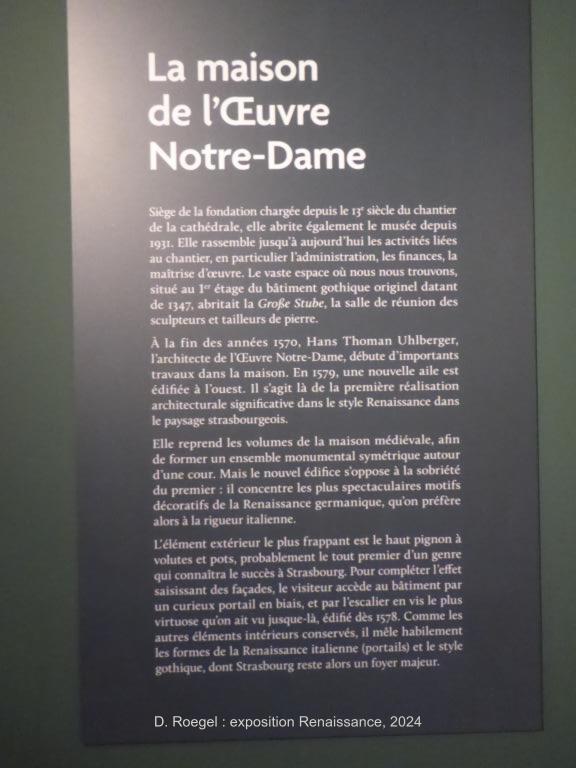 La maison
de l'Œuvre
Notre-Dame
Siège de la fondation chargée depuis le 13e siècle du chantier
de la cathédrale, elle abrite également le musée depuis
1931. Elle rassemble jusqu'à aujourd'hui les activités liées
au chantier, en particulier l'administration, les finances, la
maîtrise d'œuvre. Le vaste espace où nous nous trouvons,
situé au 1er étage du bâtiment gothique originel datant
de 1347, abritait la Große Stube, la salle de réunion des
sculpteurs et tailleurs de pierre.
À la fin des années 1570, Hans Thoman Uhlberger,
l'architecte de l'Œuvre Notre-Dame, débute d'importants
travaux dans la maison. En 1579, une nouvelle aile est
édifiée à l'ouest. Il s'agit là de la première réalisation
architecturale significative dans le style Renaissance dans
le paysage strasbourgeois.
Elle reprend les volumes de la maison médiévale, afin
de former un ensemble monumental symétrique autour
d'une cour. Mais le nouvel édifice s'oppose à la sobriété
du premier : il concentre les plus spectaculaires motifs
décoratifs de la Renaissance germanique, qu'on préfère
alors à la rigueur italienne.
L'élément extérieur le plus frappant est le haut pignon à
volutes et pots, probablement le tout premier d'un genre
qui connaîtra le succès à Strasbourg. Pour compléter l'effet
saisissant des façades, le visiteur accède au bâtiment par
un curieux portail en biais, et par l'escalier en vis le plus
virtuose qu'on ait vu jusque-là, édifié dès 1578. Comme les
autres éléments intérieurs conservés, il mêle habilement
les formes de la Renaissance italienne (portails) et le style
gothique, dont Strasbourg reste alors un foyer majeur.
D. Roegel : exposition Renaissance, 2024